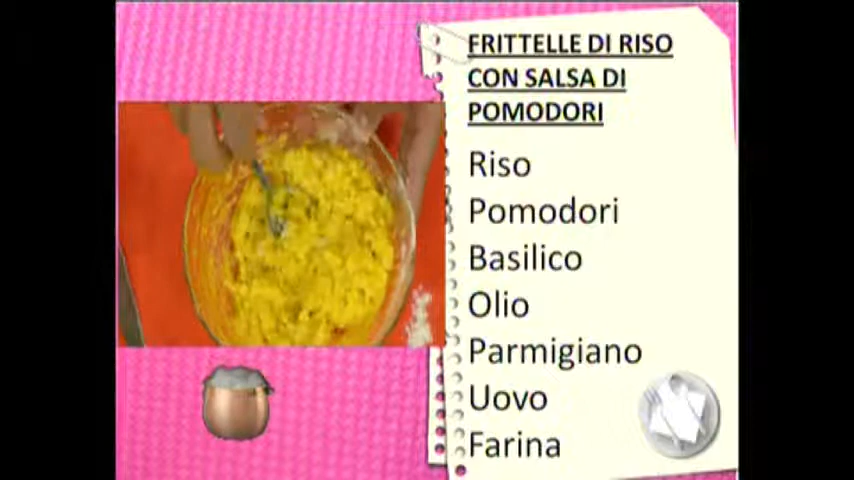 FRITTELLE DI RISO
CON SALSA DI
POMODORI
Riso
Pomodori
Basilico
Olio
Parmigiano
Uovo
Farina